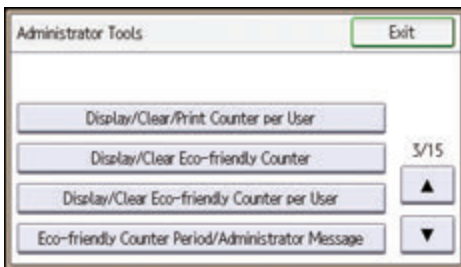 Administrator Tools
Exit
Display/Clear/Print Counter per User
Display/Clear Eco-friendly Counter
3/15
Display/Clear Eco-friendly Counter per User
▲
Eco-friendly Counter Period/Administrator Message
▼